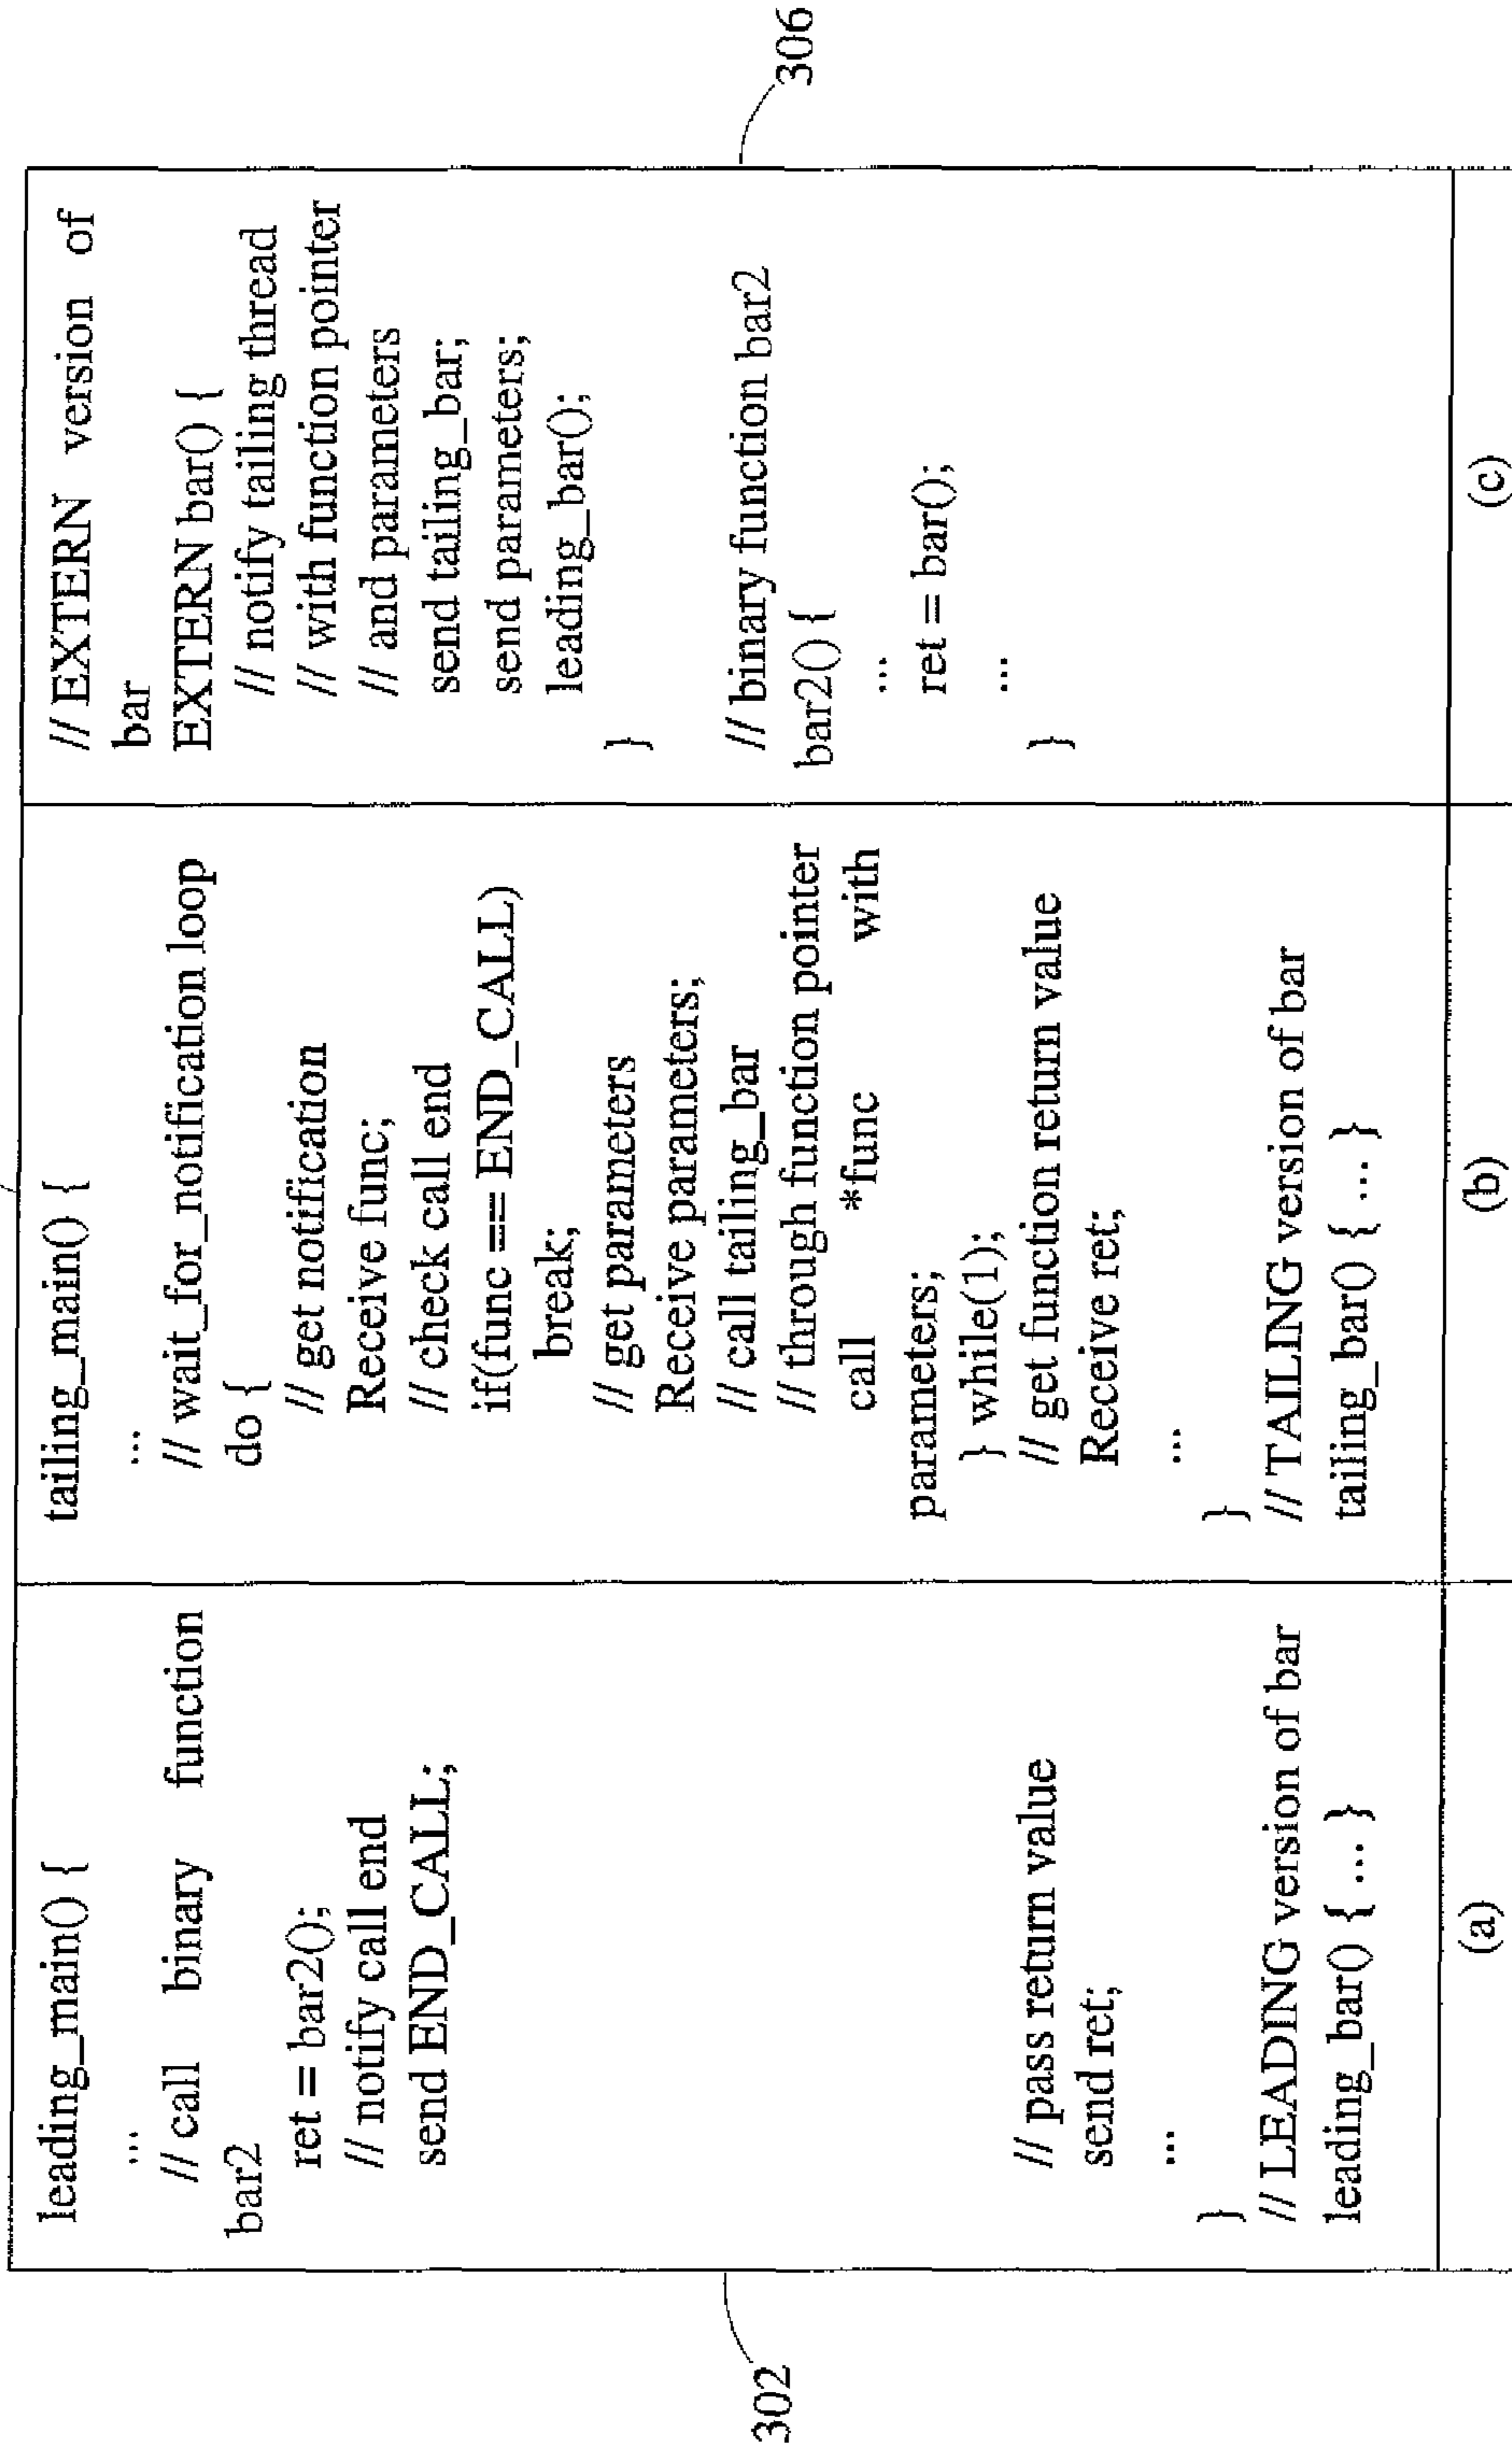 leading_main() {
...
// call binary function
bar2
ret = bar2();
// notify call end
send END_CALL;
// pass return value
send ret;
...
}
// LEADING version of bar
leading_bar() { ... }
(a)
302
tailing_main() {
...
// wait_for_notification loop
do {
// get notification
Receive func;
// check call end
if(func == END_CALL)
break;
// get parameters
Receive parameters;
// call tailing_bar
// through function pointer
call *func with
parameters;
} while(1);
// get function return value
Receive ret;
...
}
// TAILING version of bar
tailing_bar() { ... }
(b)
// EXTERN version of
bar
EXTERN bar() {
// notify tailing thread
// with function pointer
// and parameters
send tailing_bar;
send parameters;
leading_bar();
}
// binary function bar2
bar2() {
...
ret = bar();
...
}
(c)
306